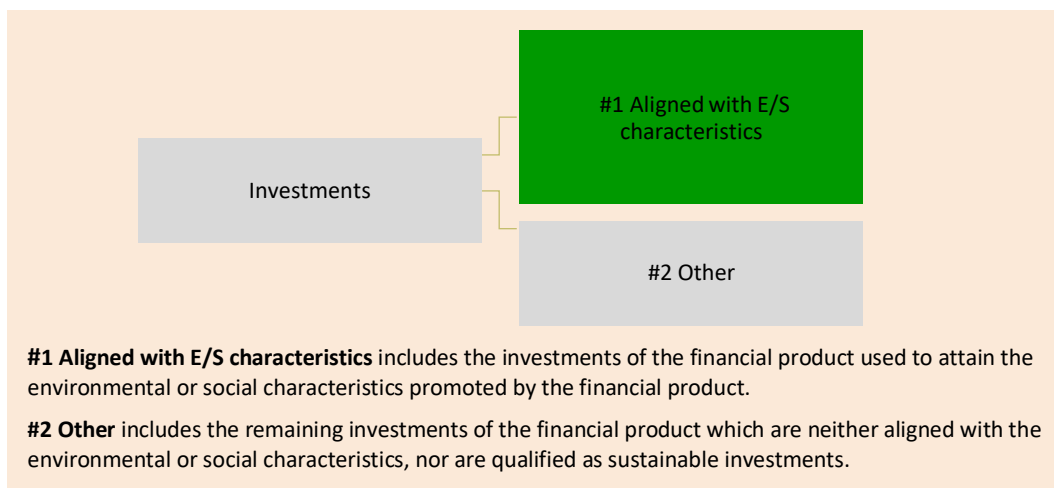 #1 Aligned with E/S
characteristics
Investments
#2 Other
#1 Aligned with E/S characteristics includes the investments of the financial product used to attain the
environmental or social characteristics promoted by the financial product.
#2 Other includes the remaining investments of the financial product which are neither aligned with the
environmental or social characteristics, nor are qualified as sustainable investments.